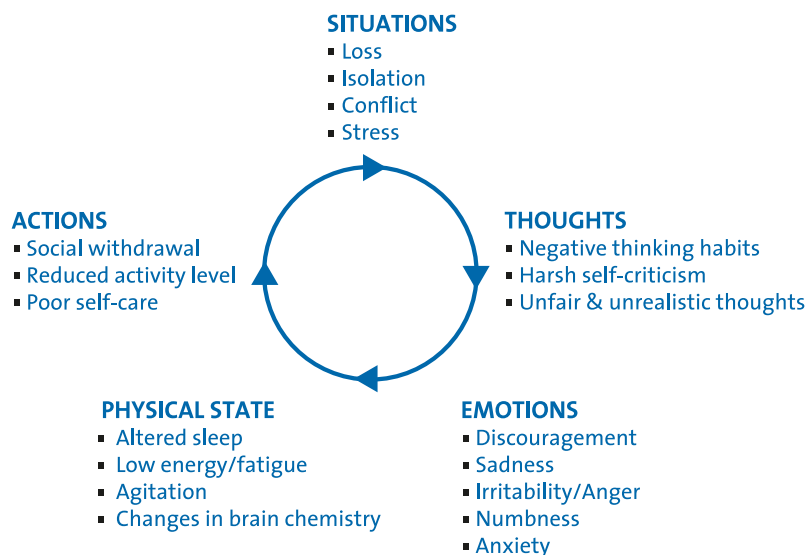 SITUATIONS
▪ Loss
▪ Isolation
▪ Conflict
▪ Stress
THOUGHTS
▪ Negative thinking habits
▪ Harsh self-criticism
▪ Unfair & unrealistic thoughts
EMOTIONS
▪ Discouragement
▪ Sadness
▪ Irritability/Anger
▪ Numbness
▪ Anxiety
PHYSICAL STATE
▪ Altered sleep
▪ Low energy/fatigue
▪ Agitation
▪ Changes in brain chemistry
ACTIONS
▪ Social withdrawal
▪ Reduced activity level
▪ Poor self-care